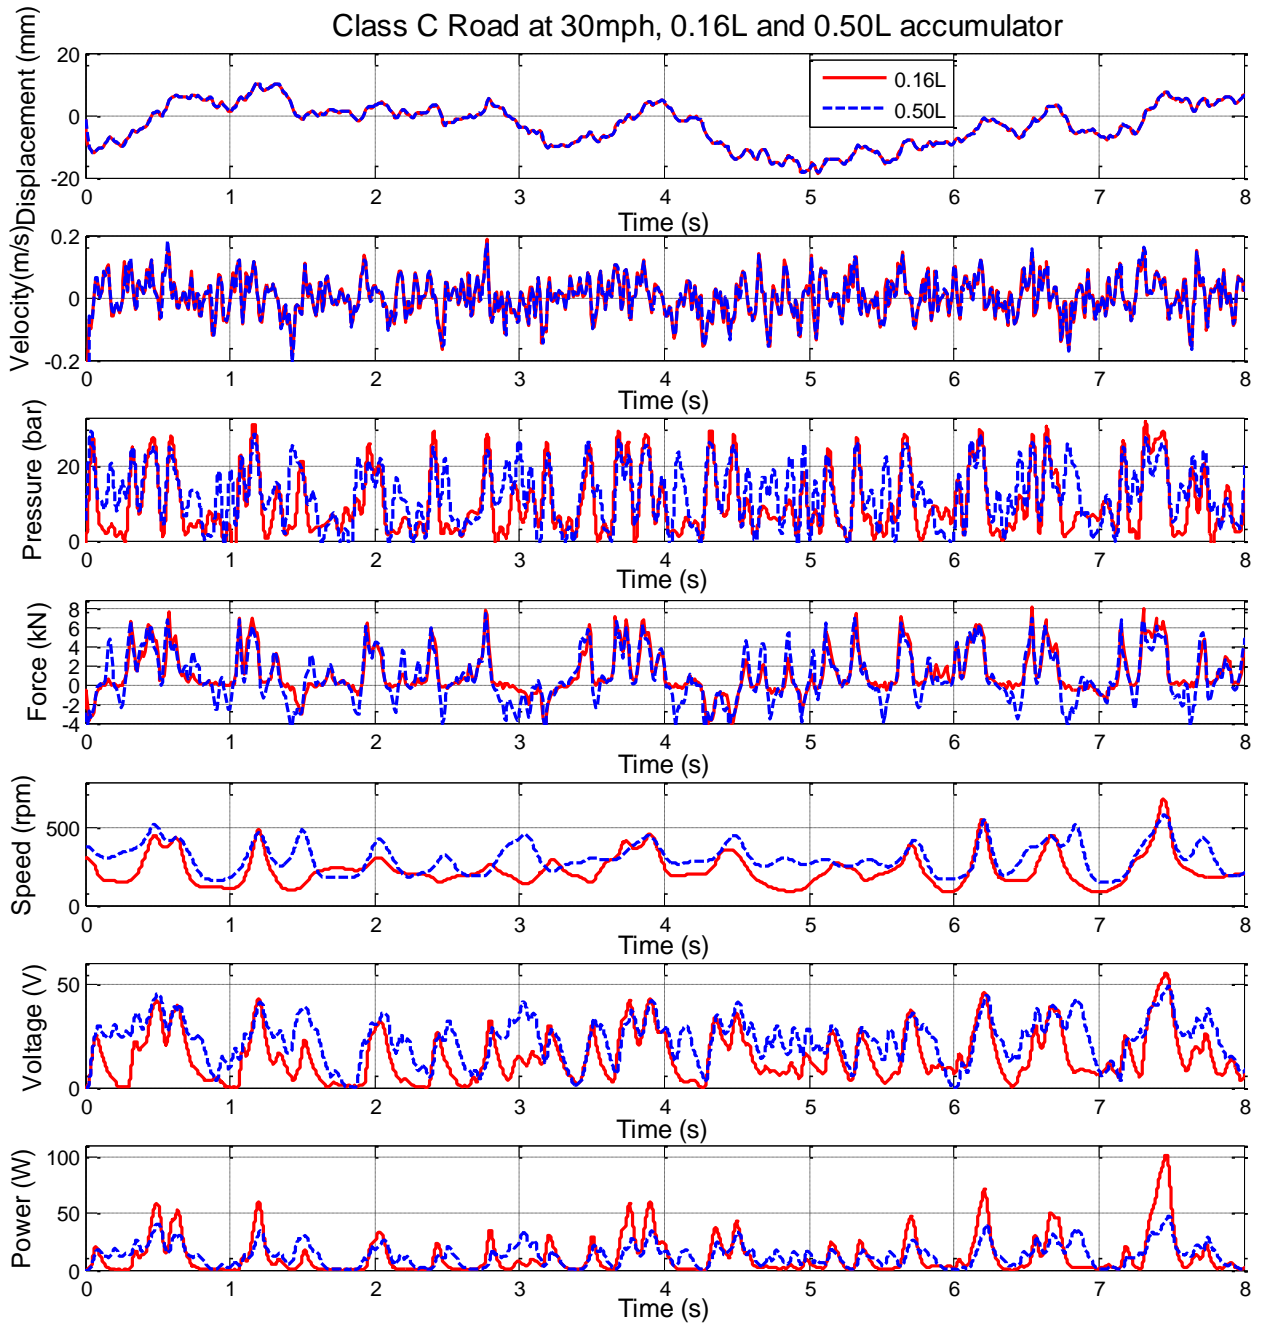 Class C Road at 30mph, 0.16L and 0.50L accumulator
Displacement (mm)
20
0
-20
0.16L
0.50L
0 1 2 3 4 5 6 7 8
Time (s)
Velocity(m/s)
0.2
0
-0.2
0 1 2 3 4 5 6 7 8
Time (s)
Pressure (bar)
20
0
0 1 2 3 4 5 6 7 8
Time (s)
Force (kN)
8
6
4
2
0
-2
-4
0 1 2 3 4 5 6 7 8
Time (s)
Speed (rpm)
500
0
0 1 2 3 4 5 6 7 8
Time (s)
Voltage (V)
50
0
0 1 2 3 4 5 6 7 8
Time (s)
Power (W)
100
50
0
0 1 2 3 4 5 6 7 8
Time (s)